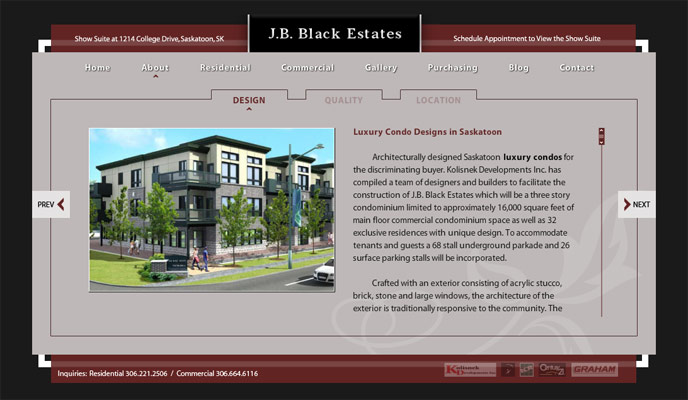 J.B. Black Estates
Show Suite at 1214 College Drive, Saskatoon, SK
Schedule Appointment to View the Show Suite
Home About Residential Commercial Gallery Purchasing Blog Contact
DESIGN QUALITY LOCATION
Luxury Condo Designs in Saskatoon
Architecturally designed Saskatoon luxury condos for
the discriminating buyer. Kolisnek Developments Inc. has
compiled a team of designers and builders to facilitate the
construction of J.B. Black Estates which will be a three story
condominium limited to approximately 16,000 square feet of
main floor commercial condominium space as well as 32
exclusive residences with unique design. To accommodate
tenants and guests a 68 stall underground parkade and 26
surface parking stalls will be incorporated.
Crafted with an exterior consisting of acrylic stucco,
brick, stone and large windows, the architecture of the
exterior is traditionally responsive to the community. The
PREV
NEXT
Inquiries: Residential 306.221.2506 / Commercial 306.664.6116
Kolisnek
Developments Inc.
Century 21
GRAHAM